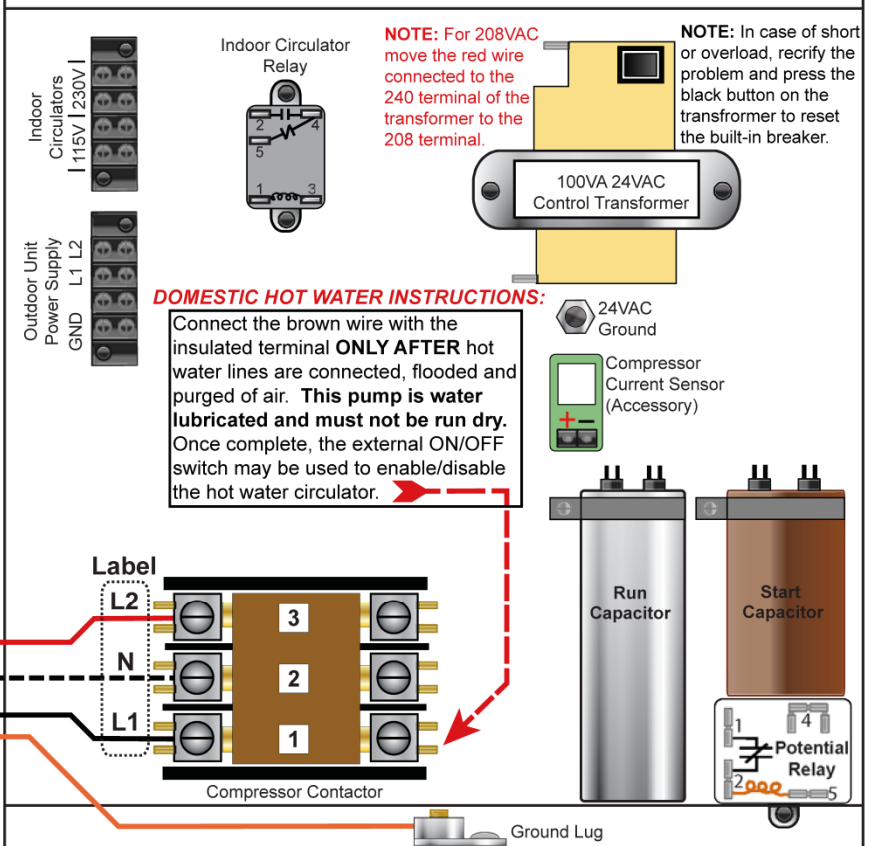 Indoor Circulator
Relay
NOTE: For 208VAC
move the red wire
connected to the
240 terminal of the
transformer to the
208 terminal.
NOTE: In case of short
or overload, recrify the
problem and press the
black button on the
transformer to reset
the built-in breaker.
Indoor
Circulators
| 115V | 230V |
2
4
5
1
3
100VA 24VAC
Control Transformer
Outdoor Unit
Power Supply
GND L1 L2
DOMESTIC HOT WATER INSTRUCTIONS:
Connect the brown wire with the
insulated terminal ONLY AFTER hot
water lines are connected, flooded and
purged of air. This pump is water
lubricated and must not be run dry.
Once complete, the external ON/OFF
switch may be used to enable/disable
the hot water circulator.
24VAC
Ground
Compressor
Current Sensor
(Accessory)
+ −
Label
L2
N
L1
3
2
1
Compressor Contactor
Run
Capacitor
Start
Capacitor
1
4
Potential
Relay
2
5
Ground Lug